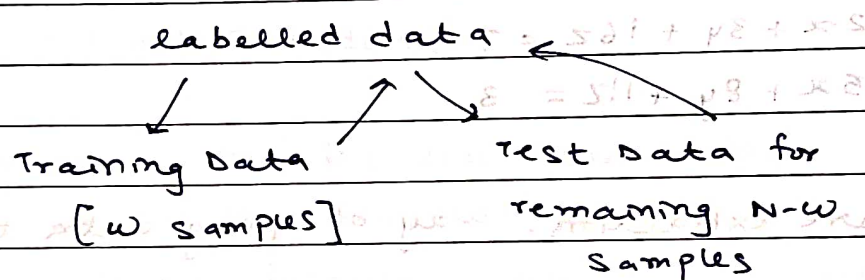 labelled data
Training Data
Test Data for
[w samples]
remaining N-w
samples